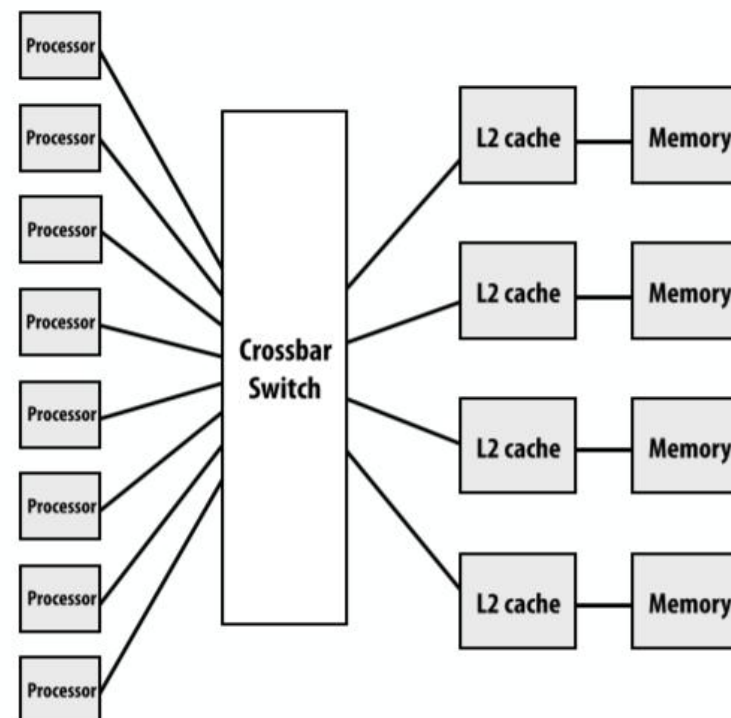 Processor
Processor
Processor
Processor
Processor
Processor
Processor
Processor
Crossbar
Switch
L2 cache
Memory
L2 cache
Memory
L2 cache
Memory
L2 cache
Memory